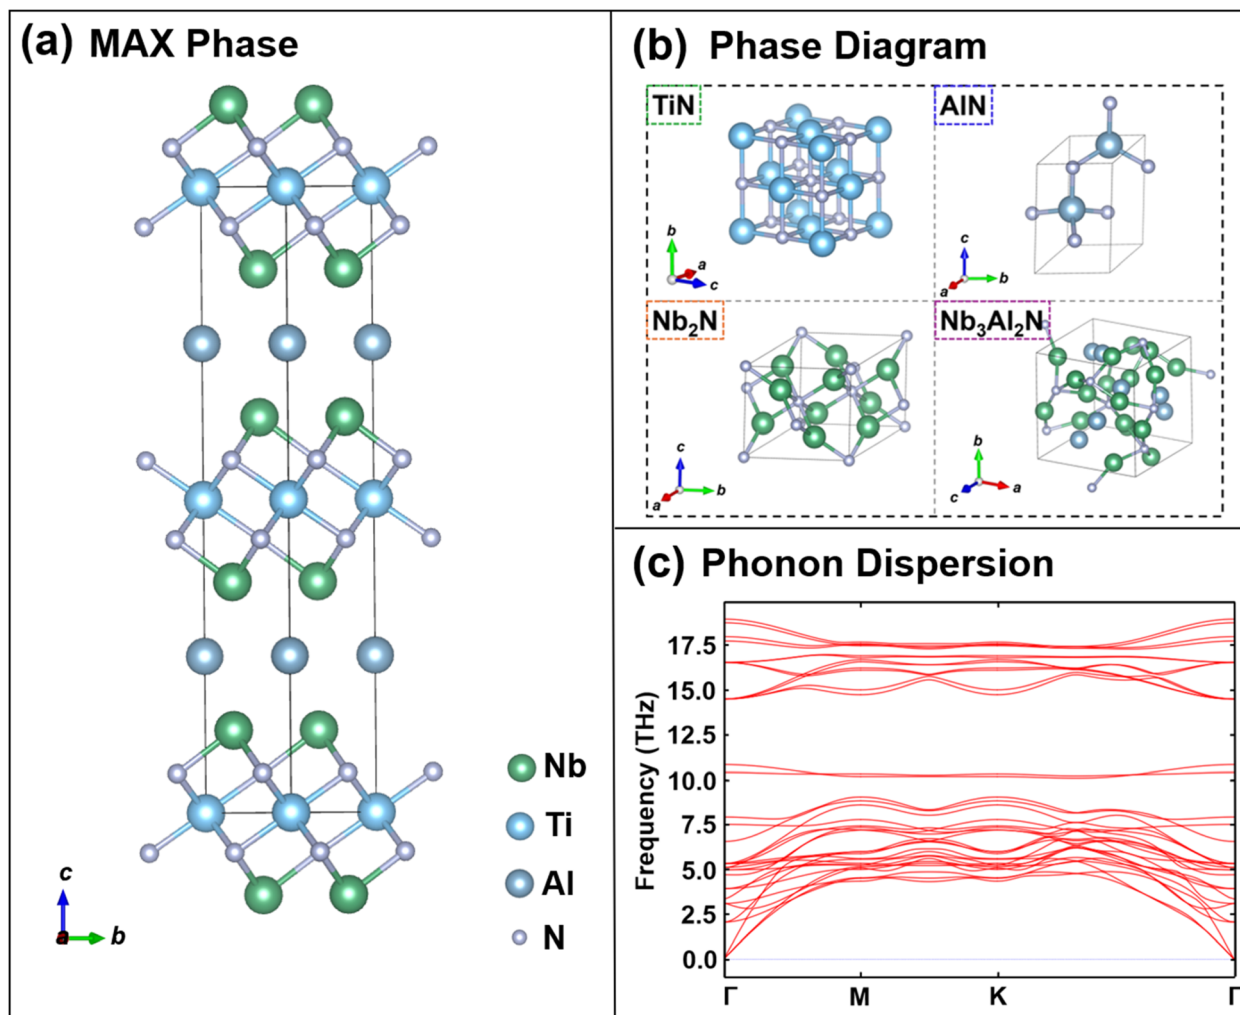 (a) MAX Phase
Nb
Ti
Al
N
c
a
b
(b) Phase Diagram
TiN
b
a
c
AlN
c
b
a
Nb₂N
c
b
a
Nb₃Al₂N
b
a
c
(c) Phonon Dispersion
Frequency (THz)
17.5
15.0
12.5
10.0
7.5
5.0
2.5
0.0
Γ M K Γ